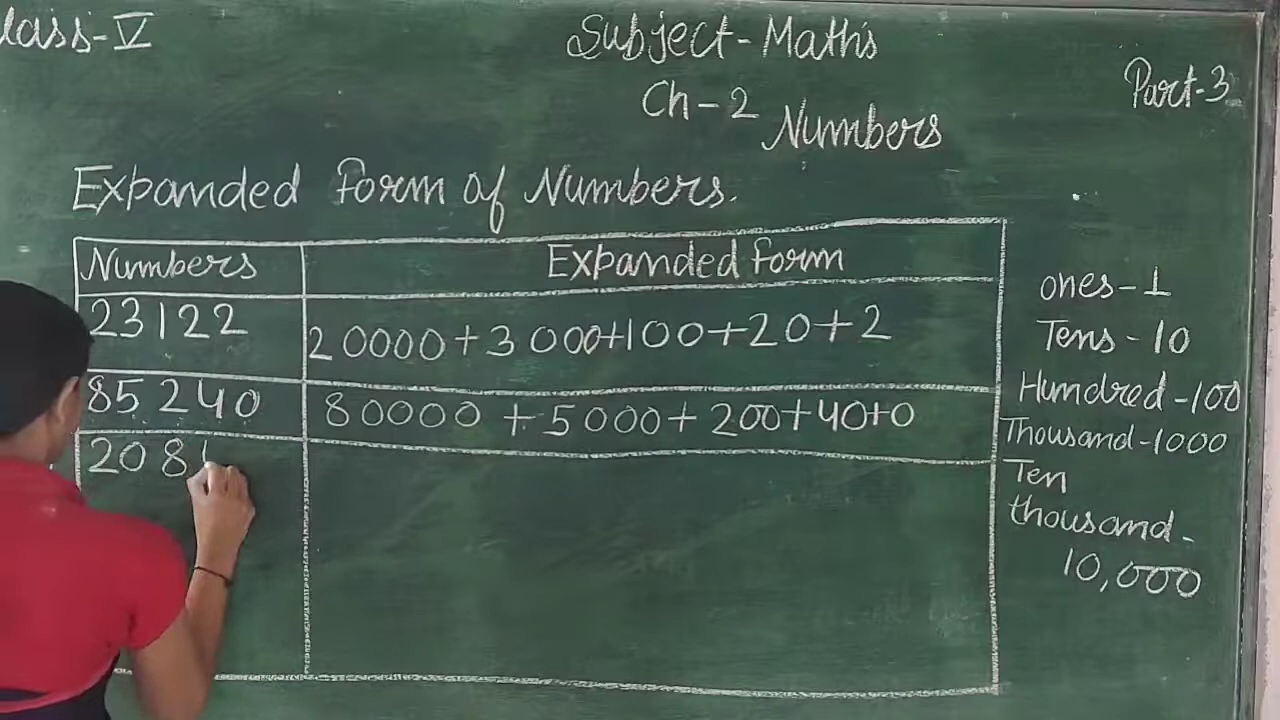 lass-V
Subject-Maths
Part-3
Ch-2 Numbers
Expanded Form of Numbers.
Numbers Expanded form
23122 20000+3000+100+20+2
85240 80000+5000+200+40+0
208
ones-1
Tens-10
Hundred-100
Thousand-1000
Ten
thousand-
10,000